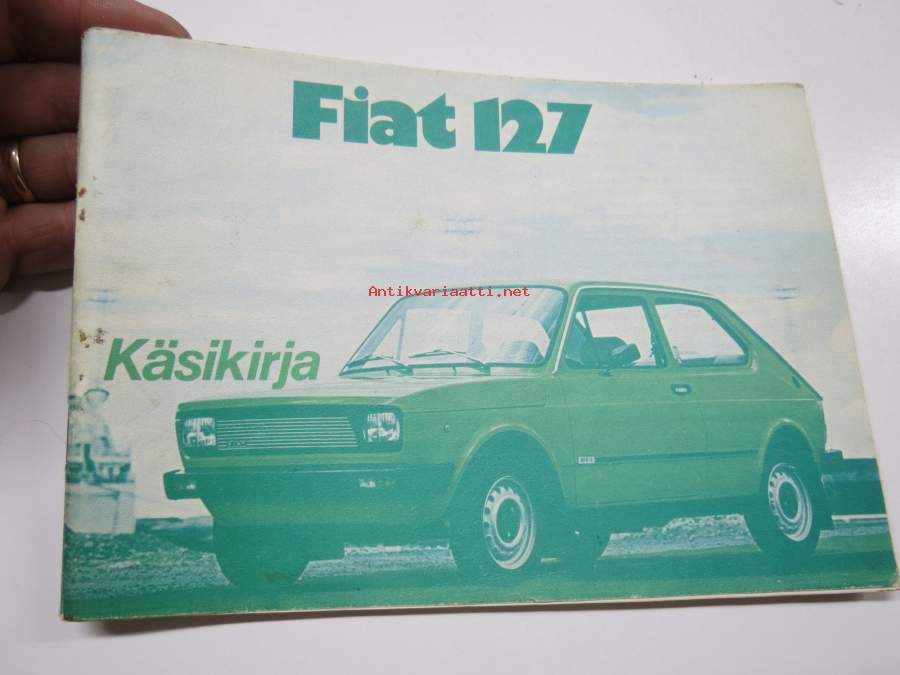 Fiat 127
Antikvariaatti.net
Käsikirja